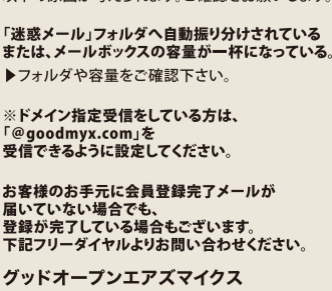 「迷惑メール」フォルダへ自動振り分けされている
または、メールボックスの容量が一杯になっている。
▶フォルダや容量をご確認下さい。
※ドメイン指定受信をしている方は、
「@goodmyx.com」を
受信できるように設定してください。
お客様のお手元に会員登録完了メールが
届いていない場合でも、
登録が完了している場合もございます。
下記フリーダイヤルよりお問い合わせください。
グッドオープンエアズマイクス